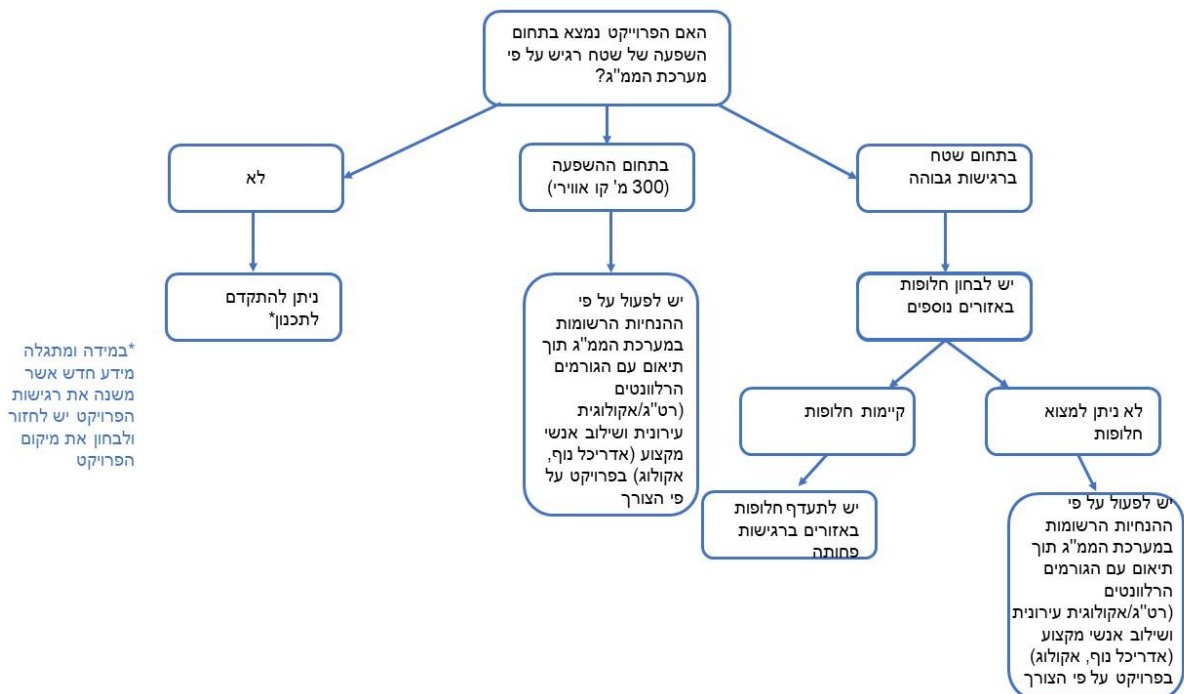 האם הפרוייקט נמצא בתחום
השפעה של שטח רגיש על פי
מערכת הממ"ג?
בתחום שטח
ברגישות גבוהה
בתחום ההשפעה
(300 מ' קו אווירי)
לא
יש לבחון חלופות
באזורים נוספים
יש לפעול על פי
ההנחיות הרשומות
במערכת הממ"ג תוך
תיאום עם הגורמים
הרלוונטים
(רט"ג/אקולוגית
עירונית ושילוב אנשי
מקצוע (אדריכל נוף,
אקולוג) בפרויקט על
פי הצורך
ניתן להתקדם
לתכנון*
*במידה ומתגלה
מידע חדש אשר
משנה את רגישות
הפרויקט יש לחזור
ולבחון את מיקום
הפרויקט
לא ניתן למצוא
חלופות
קיימות חלופות
יש לתעדף חלופות
באזורים ברגישות
פחותה
יש לפעול על פי
ההנחיות הרשומות
במערכת הממ"ג תוך
תיאום עם הגורמים
הרלוונטים
(רט"ג/אקולוגית עירונית
ושילוב אנשי מקצוע
(אדריכל נוף, אקולוג)
בפרויקט על פי הצורך